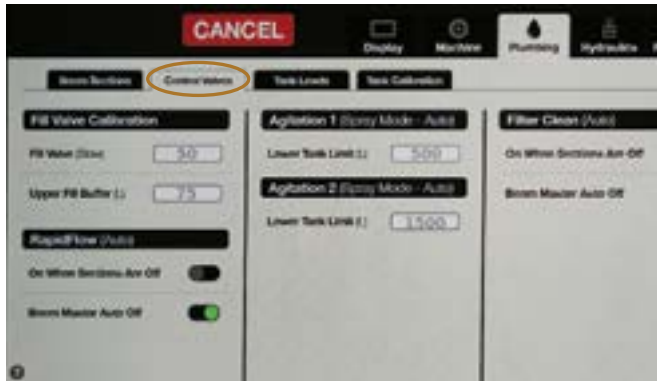 CANCEL
Display
Machine
Plumbing
Hydraulics
Boom Sections
Control Valves
Tank Levels
Tank Calibration
Fill Valve Calibration
Fill Valve (Slow) 50
Upper Fill Buffer (L) 75
RapidFlow (Auto)
On When Sections Are Off
Boom Master Auto Off
Agitation 1 (Spray Mode - Auto)
Lower Tank Limit (L) 500
Agitation 2 (Spray Mode - Auto)
Lower Tank Limit (L) 1500
Filter Clean (Auto)
On When Sections Are Off
Boom Master Auto Off